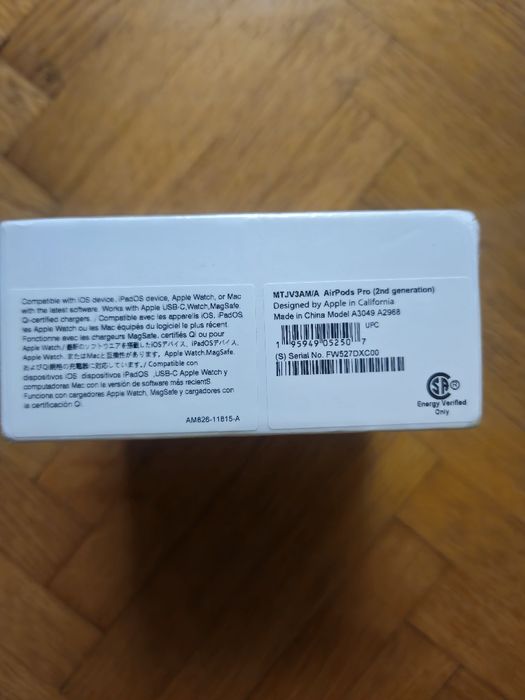 Compatible with iOS device, iPadOS device, Apple Watch, or Mac
with the latest software. Works with Apple USB-C,Watch,MagSafe.
Qi-certified chargers. / Compatible avec les appareils iOS. iPadOS,
les Apple Watch ou les Mac équipés du logiciel le plus récent.
Fonctionne avec les chargeurs MagSafe, certifiés Qi ou pour
Apple Watch / 最新のソフトウエアを搭載したiOSデバイス, iPadOSデバイス,
Apple Watch. またはMacと互換性があります。Apple Watch.MagSafe.
およびQi規格の充電器に対応しています。/ Compatible con
dispositivos iOS dispositivos iPadOS ,USB-C Apple Watch y
computadoras Mac con la versión de software más recientS
Funciona con cargadores Apple Watch, MagSafe y cargadores con
la certificación Qi
AM826-11815-A
MTJV3AM/A AirPods Pro (2nd generation)
Designed by Apple in California
Made in China Model A3049 A2968
UPC
1 95949 05250 7
(S) Serial No. FW527DXC00
SA ®
Energy Verified
Only